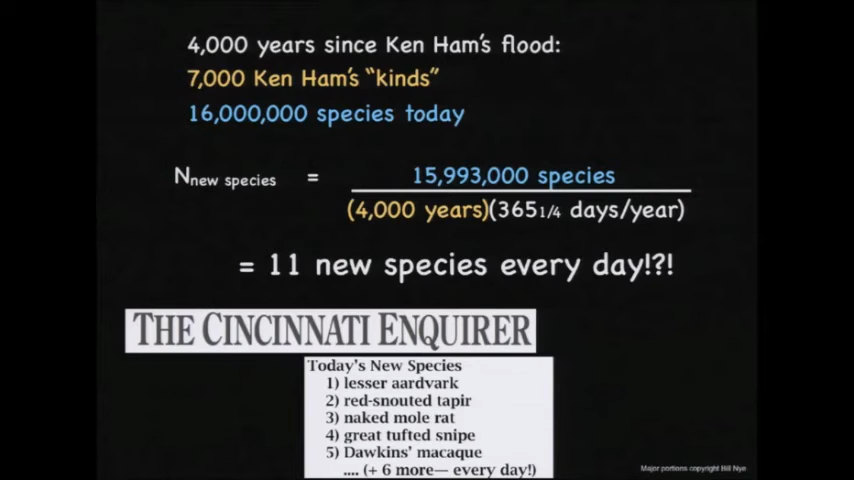 4,000 years since Ken Ham's flood:
7,000 Ken Ham's "kinds"
16,000,000 species today
Nnew species = 15,993,000 species
(4,000 years)(365 1/4 days/year)
= 11 new species every day!?!
THE CINCINNATI ENQUIRER
Today's New Species
1) lesser aardvark
2) red-snouted tapir
3) naked mole rat
4) great tufted snipe
5) Dawkins' macaque
.... (+ 6 more— every day!)
Major portions copyright Bill Nye